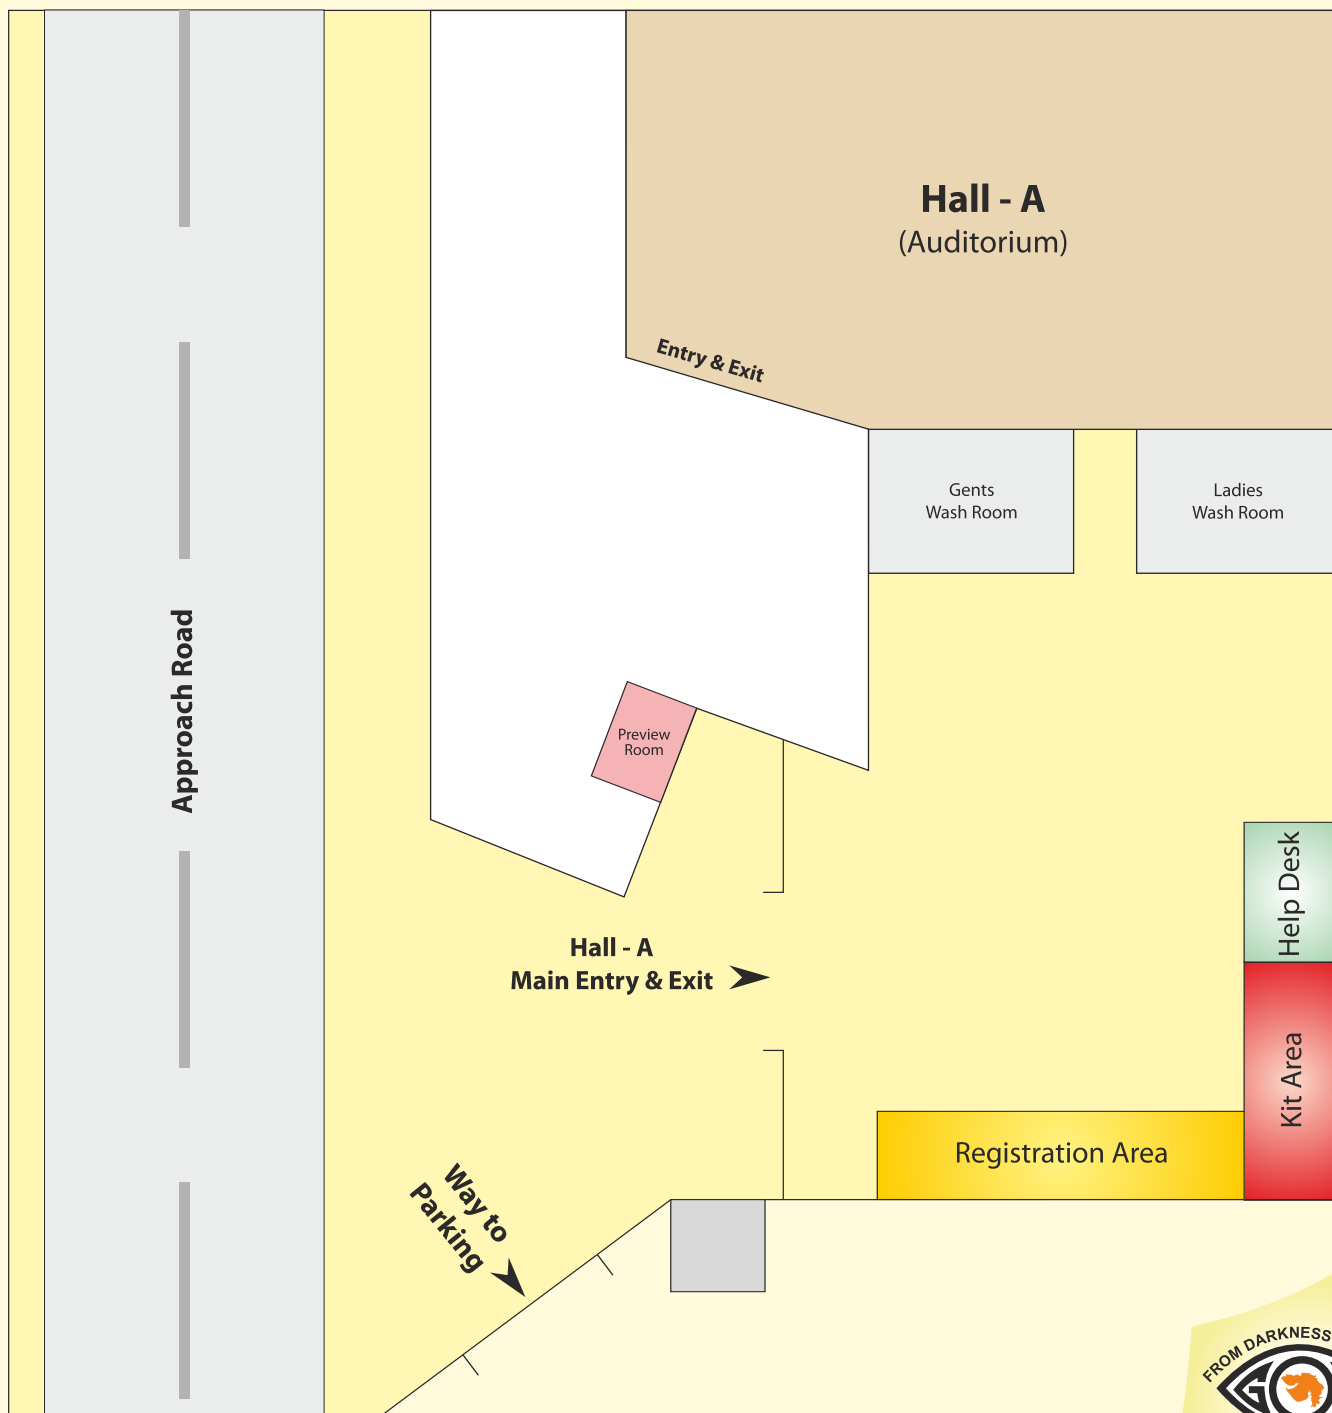 Hall - A
(Auditorium)
Entry & Exit
Gents
Wash Room
Ladies
Wash Room
Approach Road
Preview
Room
Help Desk
Hall - A
Main Entry & Exit
Kit Area
Registration Area
Way to
Parking
FROM DARKNESS
G